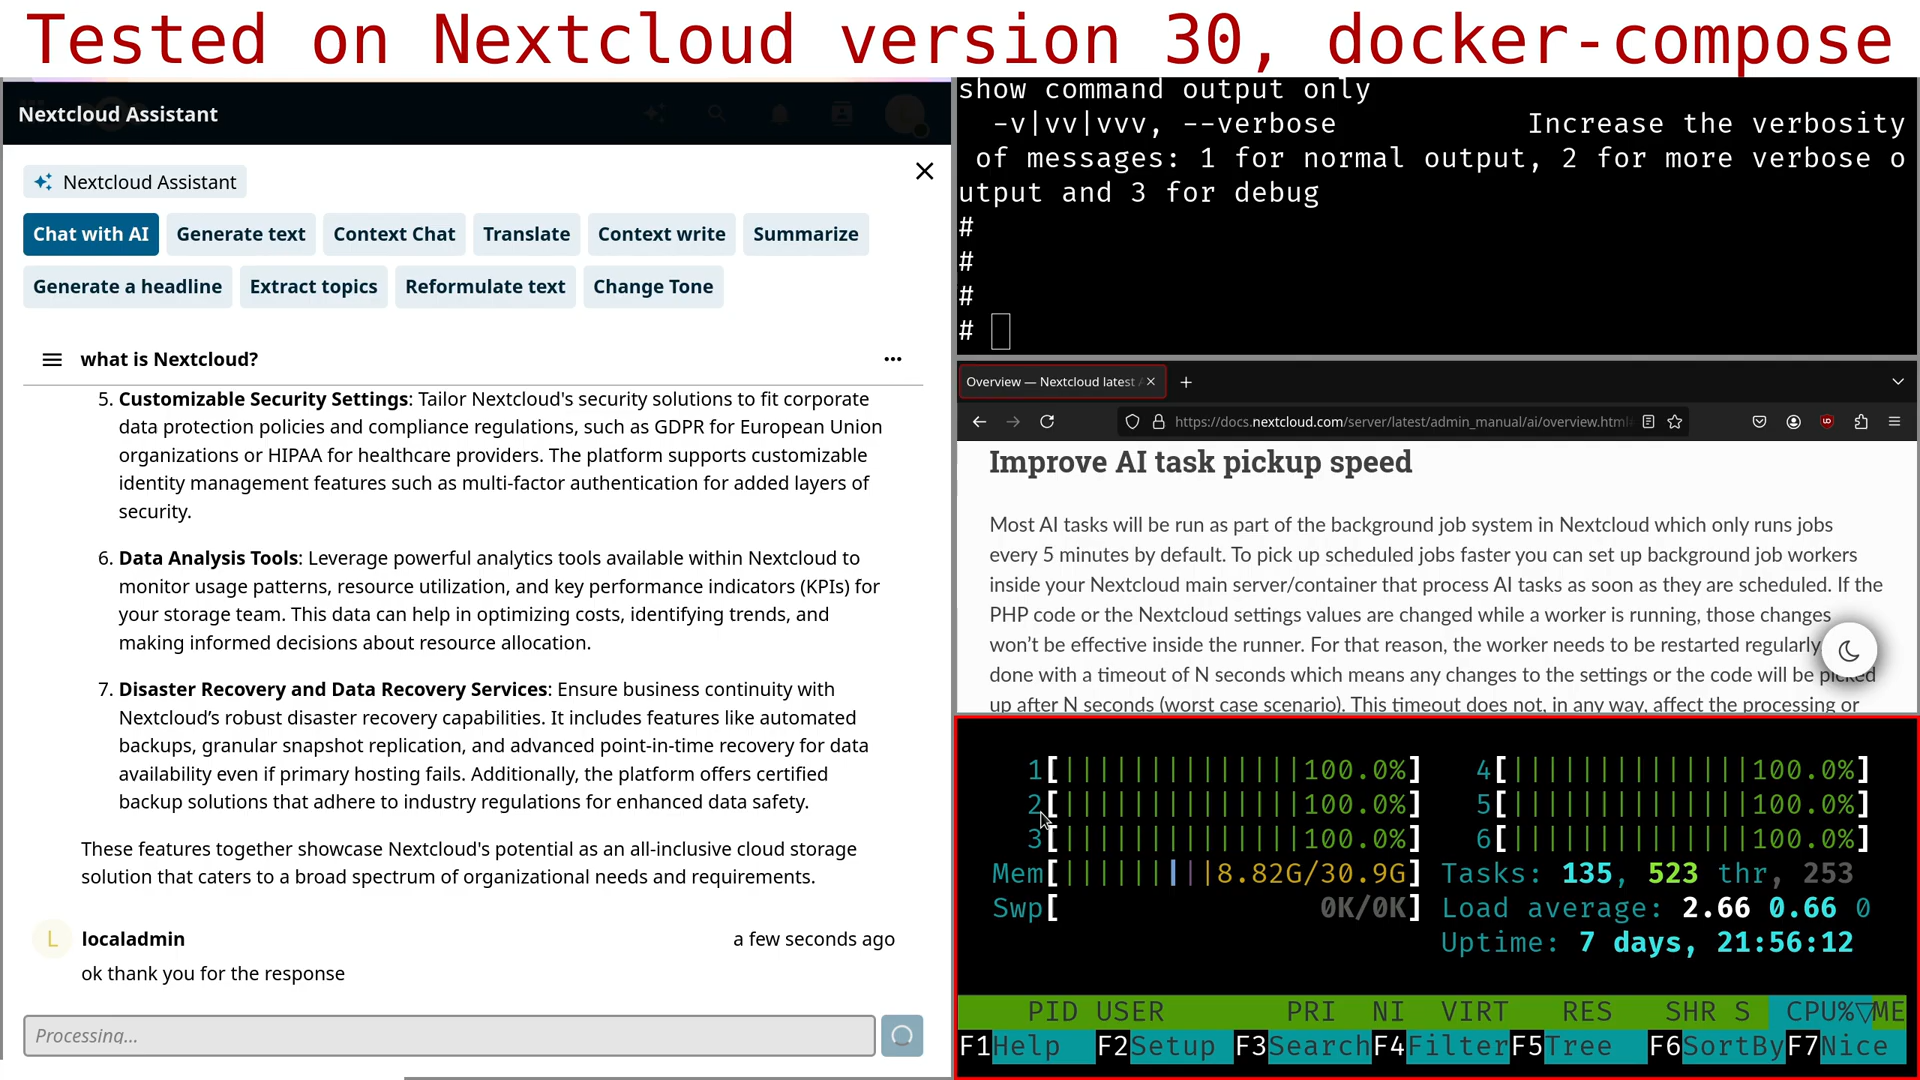 Tested on Nextcloud version 30, docker-compose
Nextcloud Assistant
Nextcloud Assistant
Chat with AI
Generate text
Context Chat
Translate
Context write
Summarize
Generate a headline
Extract topics
Reformulate text
Change Tone
what is Nextcloud?
5. Customizable Security Settings: Tailor Nextcloud's security solutions to fit corporate
data protection policies and compliance regulations, such as GDPR for European Union
organizations or HIPAA for healthcare providers. The platform supports customizable
identity management features such as multi-factor authentication for added layers of
security.
6. Data Analysis Tools: Leverage powerful analytics tools available within Nextcloud to
monitor usage patterns, resource utilization, and key performance indicators (KPIs) for
your storage team. This data can help in optimizing costs, identifying trends, and
making informed decisions about resource allocation.
7. Disaster Recovery and Data Recovery Services: Ensure business continuity with
Nextcloud’s robust disaster recovery capabilities. It includes features like automated
backups, granular snapshot replication, and advanced point-in-time recovery for data
availability even if primary hosting fails. Additionally, the platform offers certified
backup solutions that adhere to industry regulations for enhanced data safety.
These features together showcase Nextcloud's potential as an all-inclusive cloud storage
solution that caters to a broad spectrum of organizational needs and requirements.
L localadmin a few seconds ago
ok thank you for the response
Processing...
show command output only
-v|vv|vvv, --verbose Increase the verbosity
of messages: 1 for normal output, 2 for more verbose o
utput and 3 for debug
#
#
#
#
Overview — Nextcloud latest
https://docs.nextcloud.com/server/latest/admin_manual/ai/overview.html
Improve AI task pickup speed
Most AI tasks will be run as part of the background job system in Nextcloud which only runs jobs
every 5 minutes by default. To pick up scheduled jobs faster you can set up background job workers
inside your Nextcloud main server/container that process AI tasks as soon as they are scheduled. If the
PHP code or the Nextcloud settings values are changed while a worker is running, those changes
won’t be effective inside the runner. For that reason, the worker needs to be restarted regularly
done with a timeout of N seconds which means any changes to the settings or the code will be picked
up after N seconds (worst case scenario). This timeout does not, in any way, affect the processing or
1[|||||||||||||100.0%] 4[|||||||||||||100.0%]
2[|||||||||||||100.0%] 5[|||||||||||||100.0%]
3[|||||||||||||100.0%] 6[|||||||||||||100.0%]
Mem[|||||||||8.82G/30.9G] Tasks: 135, 523 thr, 253
Swp[ 0K/0K] Load average: 2.66 0.66 0
Uptime: 7 days, 21:56:12
PID USER PRI NI VIRT RES SHR S CPU%▽ME
F1Help F2Setup F3SearchF4FilterF5Tree F6SortByF7Nice